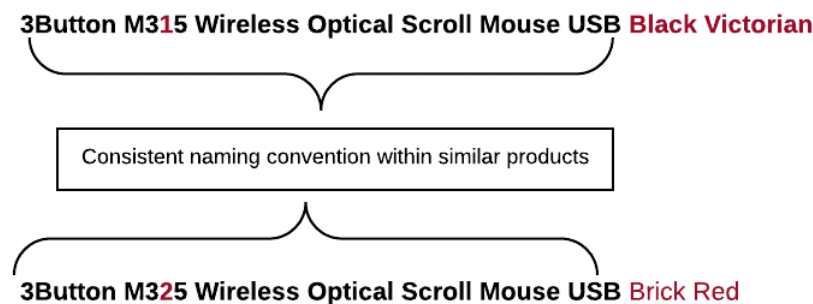 3Button M315 Wireless Optical Scroll Mouse USB Black Victorian
Consistent naming convention within similar products
3Button M325 Wireless Optical Scroll Mouse USB Brick Red